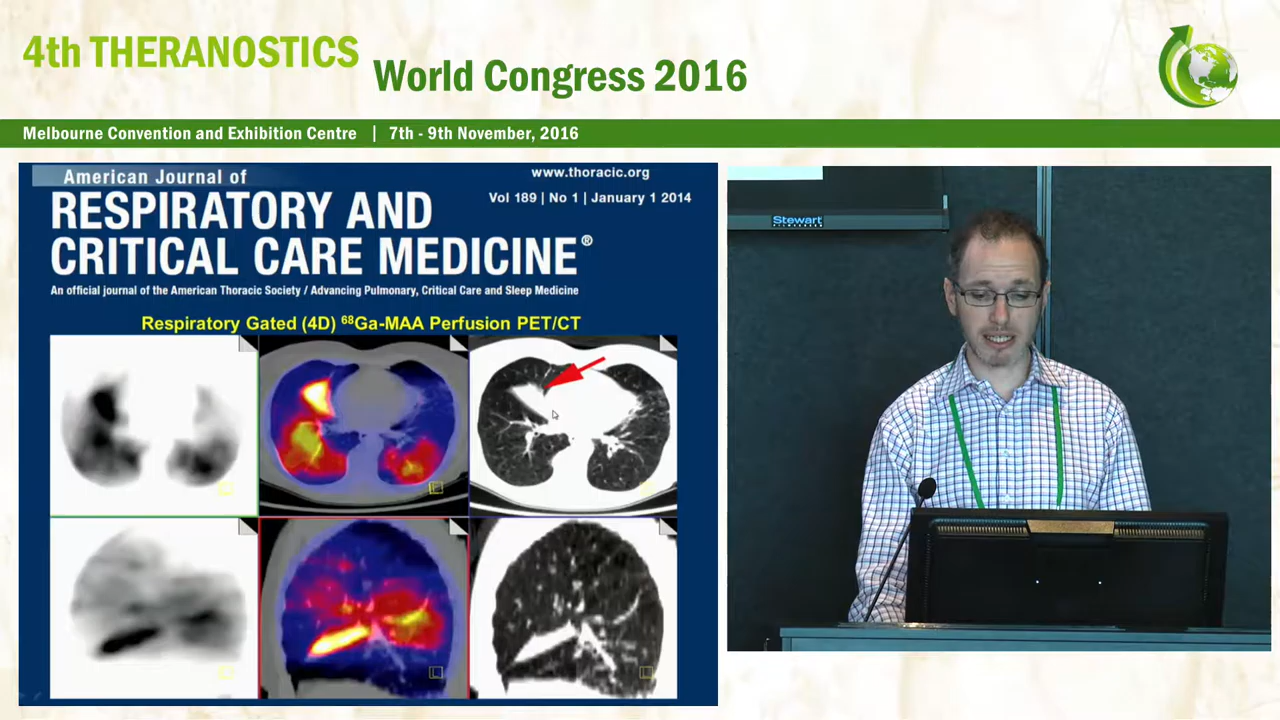 4th THERANOSTICS
World Congress 2016
Melbourne Convention and Exhibition Centre | 7th - 9th November, 2016
American Journal of
www.thoracic.org
RESPIRATORY AND
Vol 189 | No 1 | January 1 2014
CRITICAL CARE MEDICINE®
An official journal of the American Thoracic Society / Advancing Pulmonary, Critical Care and Sleep Medicine
Respiratory Gated (4D) ⁶⁸Ga-MAA Perfusion PET/CT
Stewart